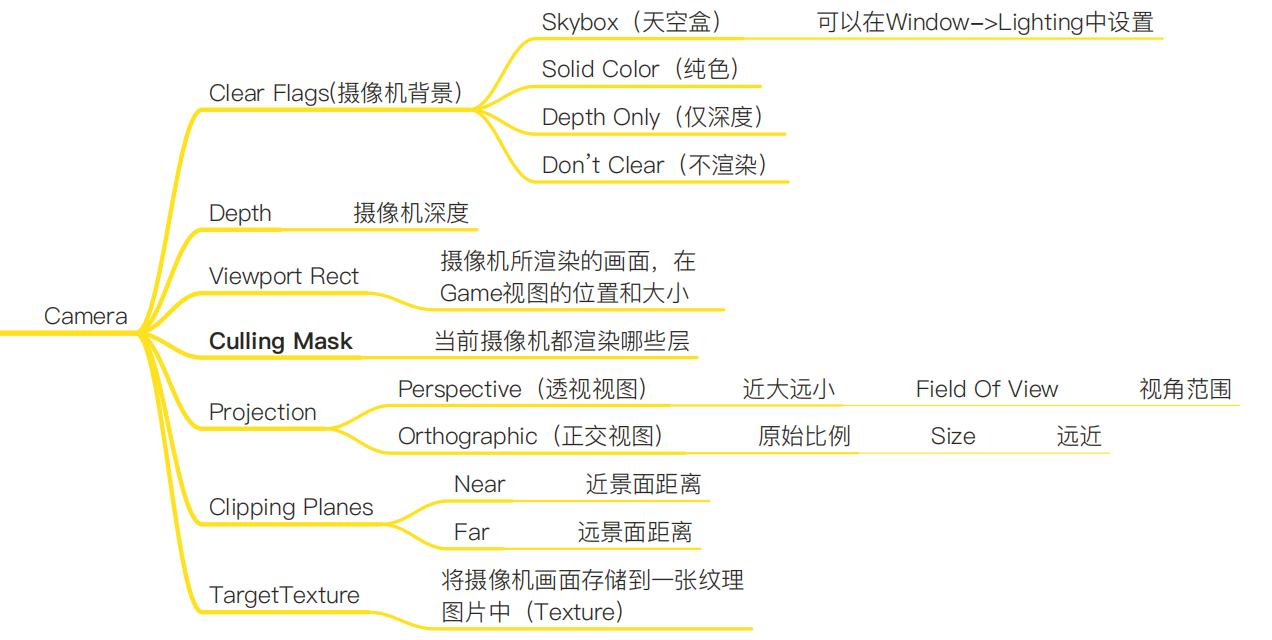 Camera
Clear Flags(摄像机背景）
Skybox（天空盒）
可以在Window->Lighting中设置
Solid Color（纯色）
Depth Only（仅深度）
Don’t Clear（不渲染）
Depth
摄像机深度
Viewport Rect
摄像机所渲染的画面，在
Game视图的位置和大小
Culling Mask
当前摄像机都渲染哪些层
Projection
Perspective（透视视图）
近大远小
Field Of View
视角范围
Orthographic（正交视图）
原始比例
Size
远近
Clipping Planes
Near
近景面距离
Far
远景面距离
TargetTexture
将摄像机画面存储到一张纹理
图片中（Texture）